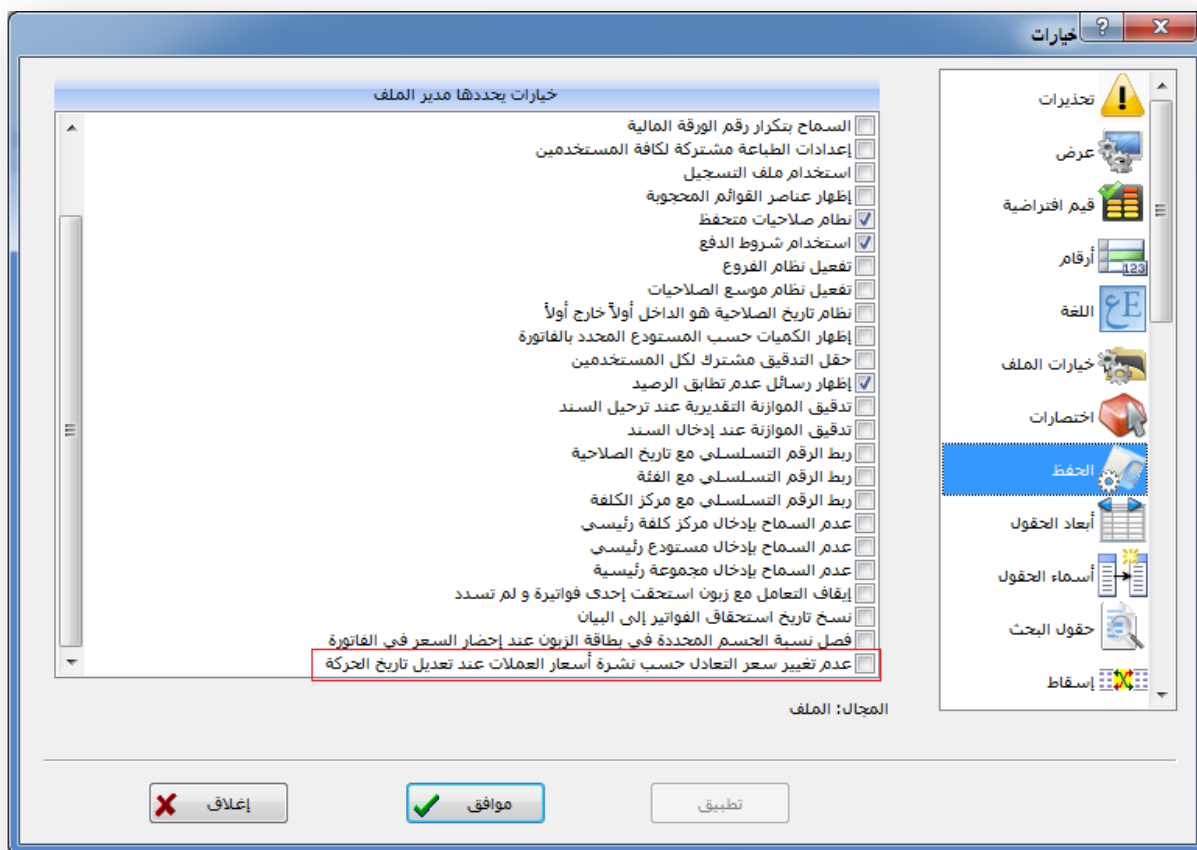 خيارات
تحذيرات
عرض
قيم افتراضية
أرقام
123
اللغة
E ع
خيارات الملف
اختصارات
الحفظ
أبعاد الحقول
أسماء الحقول
حقول البحث
إسقاط
خيارات يحددها مدير الملف
السماح بتكرار رقم الورقة المالية
إعدادات الطباعة مشتركة لكافة المستخدمين
استخدام ملف التسجيل
إظهار عناصر القوائم المحجوبة
نظام صلاحيات متحفظ
استخدام شروط الدفع
تفعيل نظام الفروع
تفعيل نظام موسع الصلاحيات
نظام تاريخ الصلاحية هو الداخل أولاً خارج أولاً
إظهار الكميات حسب المستودع المحدد بالفاتورة
حقل التدقيق مشترك لكل المستخدمين
إظهار رسائل عدم تطابق الرصيد
تدقيق الموازنة التقديرية عند ترحيل السند
تدقيق الموازنة عند إدخال السند
ربط الرقم التسلسلي مع تاريخ الصلاحية
ربط الرقم التسلسلي مع الفئة
ربط الرقم التسلسلي مع مركز الكلفة
عدم السماح بإدخال مركز كلفة رئيسي
عدم السماح بإدخال مستودع رئيسي
عدم السماح بإدخال مجموعة رئيسية
إيقاف التعامل مع زبون استحقت إحدى فواتيرة و لم تسدد
نسخ تاريخ استحقاق الفواتير إلى البيان
فصل نسبة الحسم المحددة في بطاقة الزبون عند إحضار السعر في الفاتورة
عدم تغيير سعر التعادل حسب نشرة أسعار العملات عند تعديل تاريخ الحركة
المجال: الملف
تطبيق
موافق
إغلاق